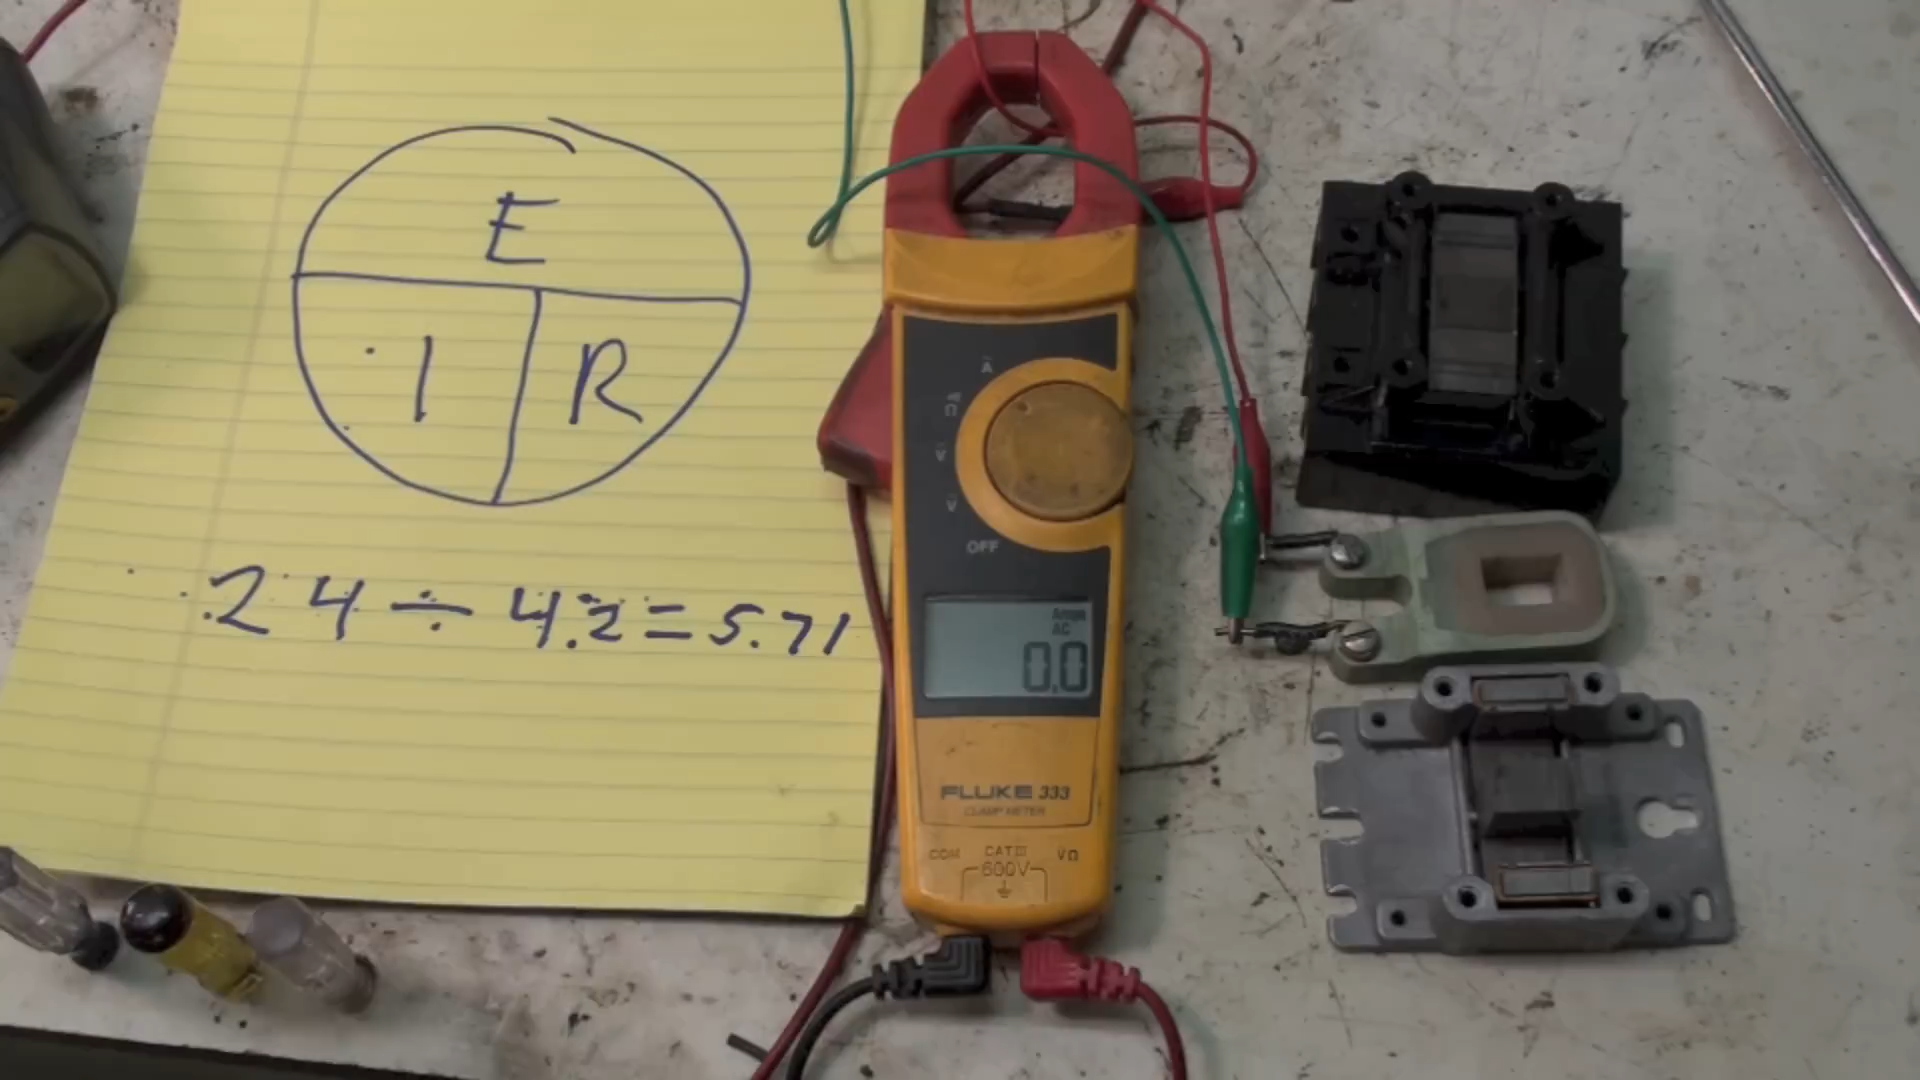 E
I R
24 ÷ 4.2 = 5.71
A
Ω
V
V
OFF
Amps
AC
0.0
FLUKE 333
CLAMP METER
COM CAT III VΩ
600V